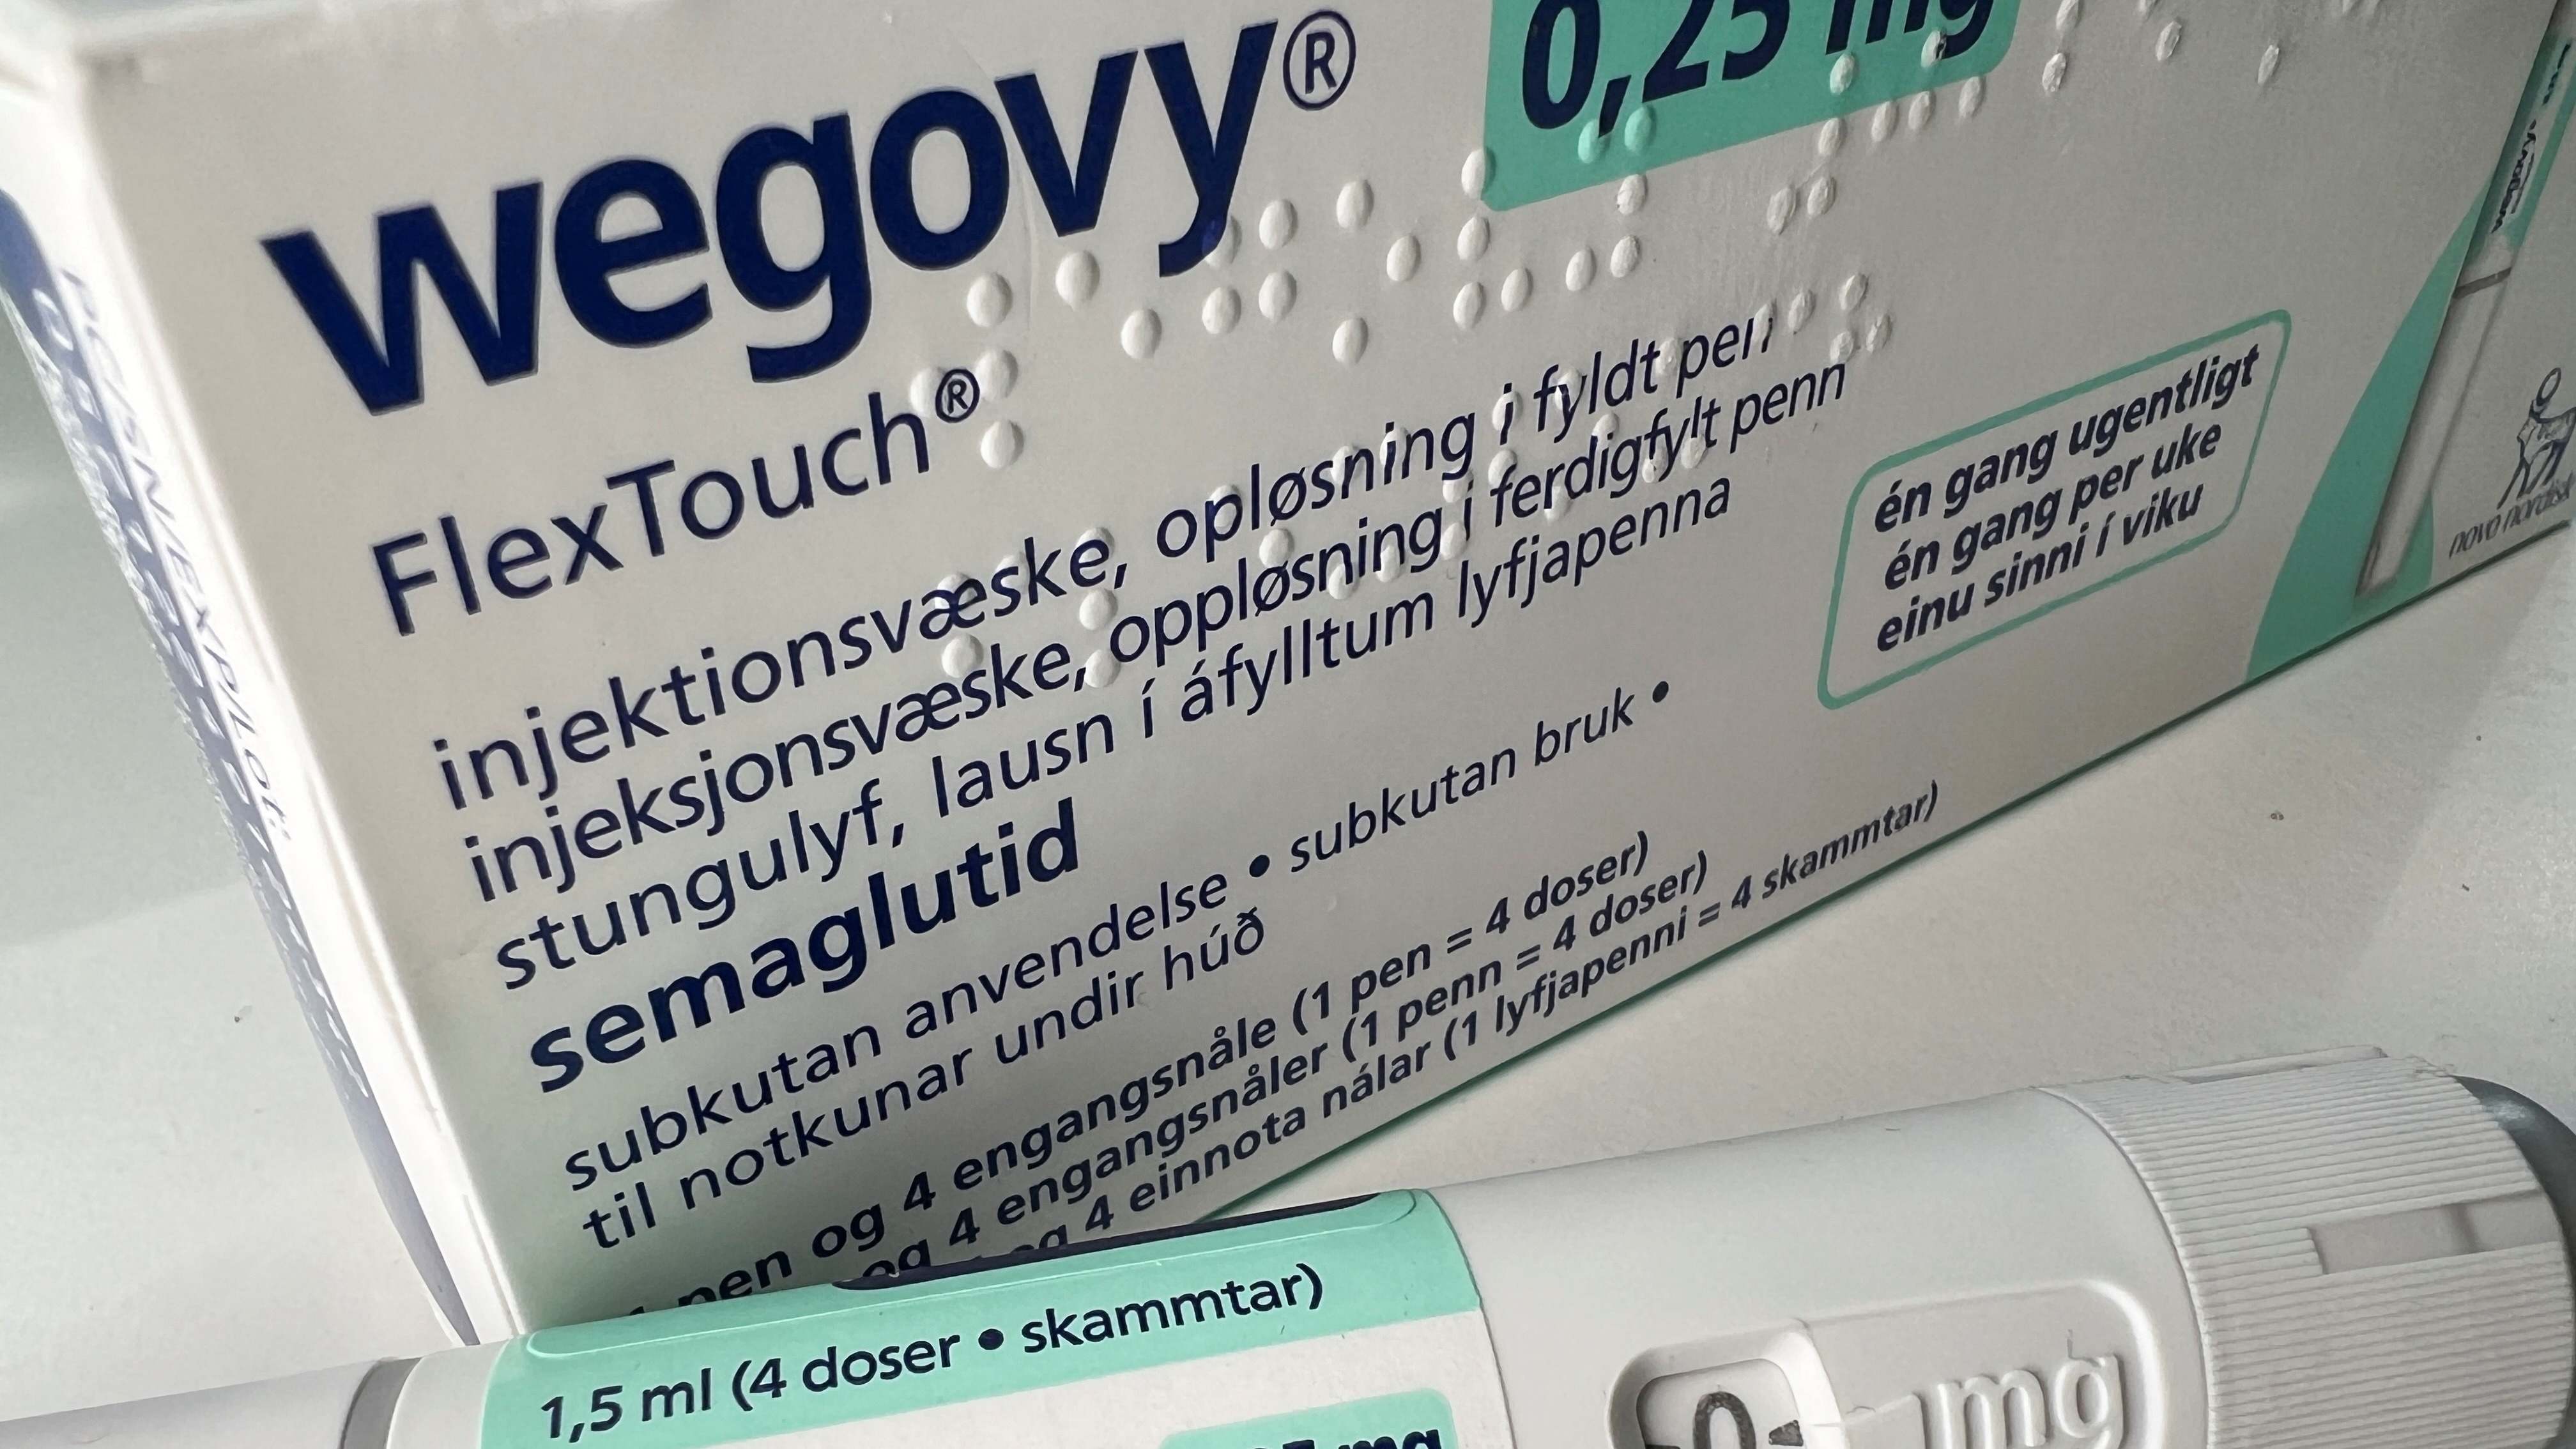 wegovy®
0,25 mg
FlexTouch®
injektionsvæske, opløsning i fyldt pen
injeksjonsvæske, oppløsning i ferdigfylt penn
stungulyf, lausn í áfylltum lyfjapenna
semaglutid
subkutan anvendelse • subkutan bruk •
til notkunar undir húð
1 pen og 4 engangsnåle (1 pen = 4 doser)
og 4 engangsnåler (1 penn = 4 doser)
og 4 einnota nálar (1 lyfjapenni = 4 skammtar)
én gang ugentligt
én gang per uke
einu sinni í viku
novo nordisk
1,5 ml (4 doser • skammtar)
mg
0
mg